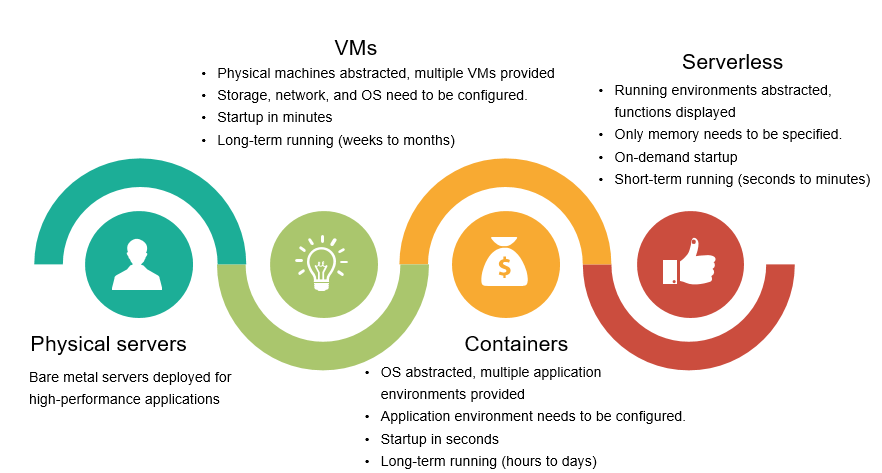 VMs
• Physical machines abstracted, multiple VMs provided
• Storage, network, and OS need to be configured.
• Startup in minutes
• Long-term running (weeks to months)
Serverless
• Running environments abstracted,
functions displayed
• Only memory needs to be specified.
• On-demand startup
• Short-term running (seconds to minutes)
$
Physical servers
Bare metal servers deployed for
high-performance applications
Containers
• OS abstracted, multiple application
environments provided
• Application environment needs to be configured.
• Startup in seconds
• Long-term running (hours to days)